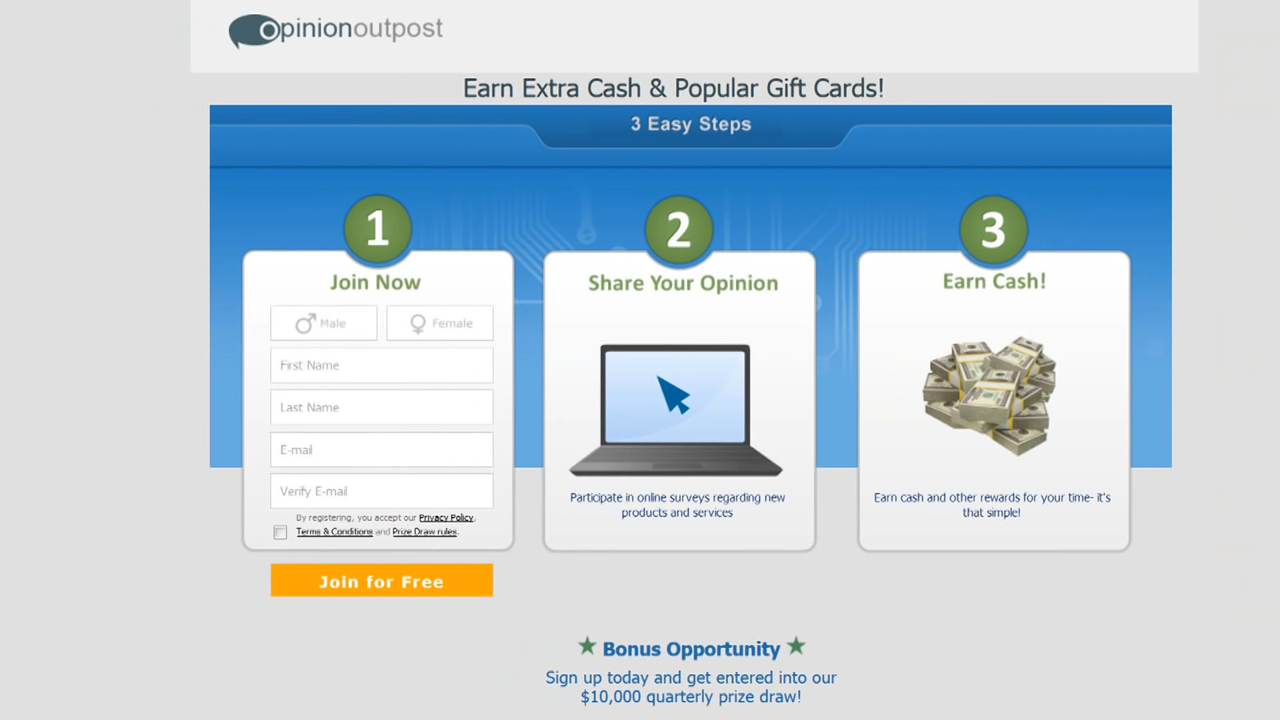 Opinionoutpost
Earn Extra Cash & Popular Gift Cards!
3 Easy Steps
1
Join Now
Male
Female
First Name
Last Name
E-mail
Verify E-mail
By registering, you accept our Privacy Policy,
Terms & Conditions and Prize Draw rules.
Join for Free
2
Share Your Opinion
Participate in online surveys regarding new
products and services
3
Earn Cash!
Earn cash and other rewards for your time- it's
that simple!
Bonus Opportunity
Sign up today and get entered into our
$10,000 quarterly prize draw!